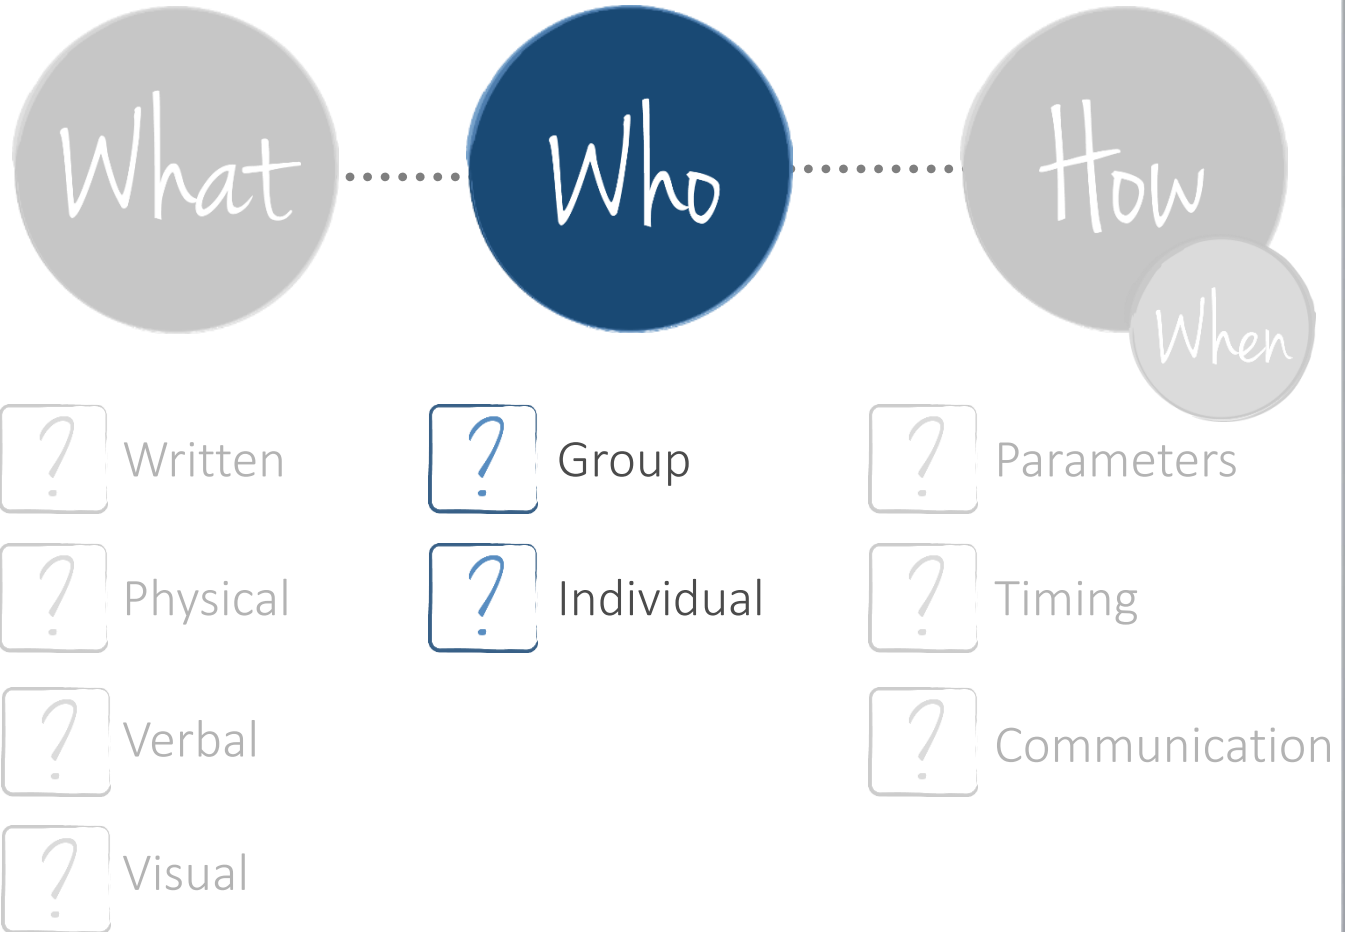 What
Who
How
When
? Written
? Physical
? Verbal
? Visual
? Group
? Individual
? Parameters
? Timing
? Communication